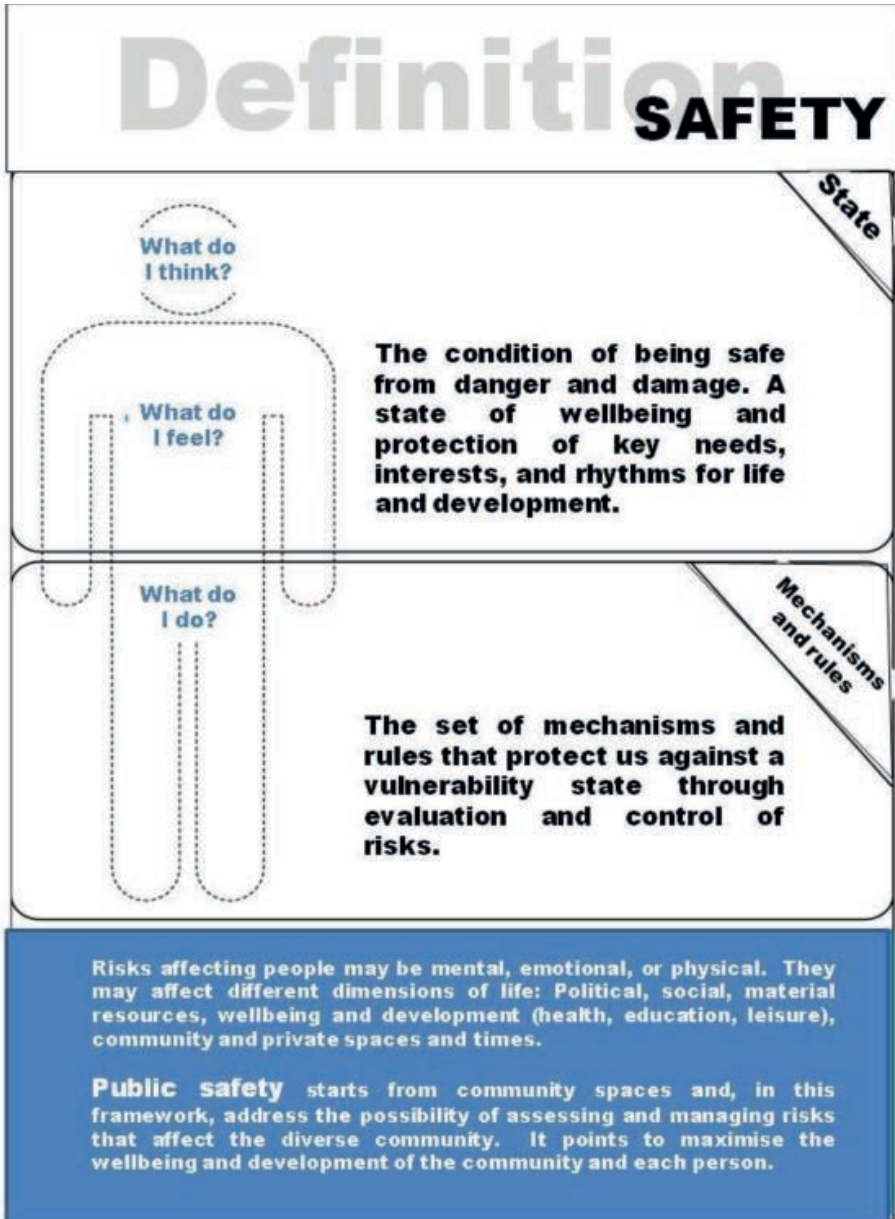 Definition
SAFETY
State
What do
I think?
The condition of being safe
from danger and damage. A
state of wellbeing and
protection of key needs,
interests, and rhythms for life
and development.
What do
I feel?
Mechanisms
and rules
What do
I do?
The set of mechanisms and
rules that protect us against a
vulnerability state through
evaluation and control of
risks.
Risks affecting people may be mental, emotional, or physical. They
may affect different dimensions of life: Political, social, material
resources, wellbeing and development (health, education, leisure),
community and private spaces and times.
Public safety starts from community spaces and, in this
framework, address the possibility of assessing and managing risks
that affect the diverse community. It points to maximise the
wellbeing and development of the community and each person.